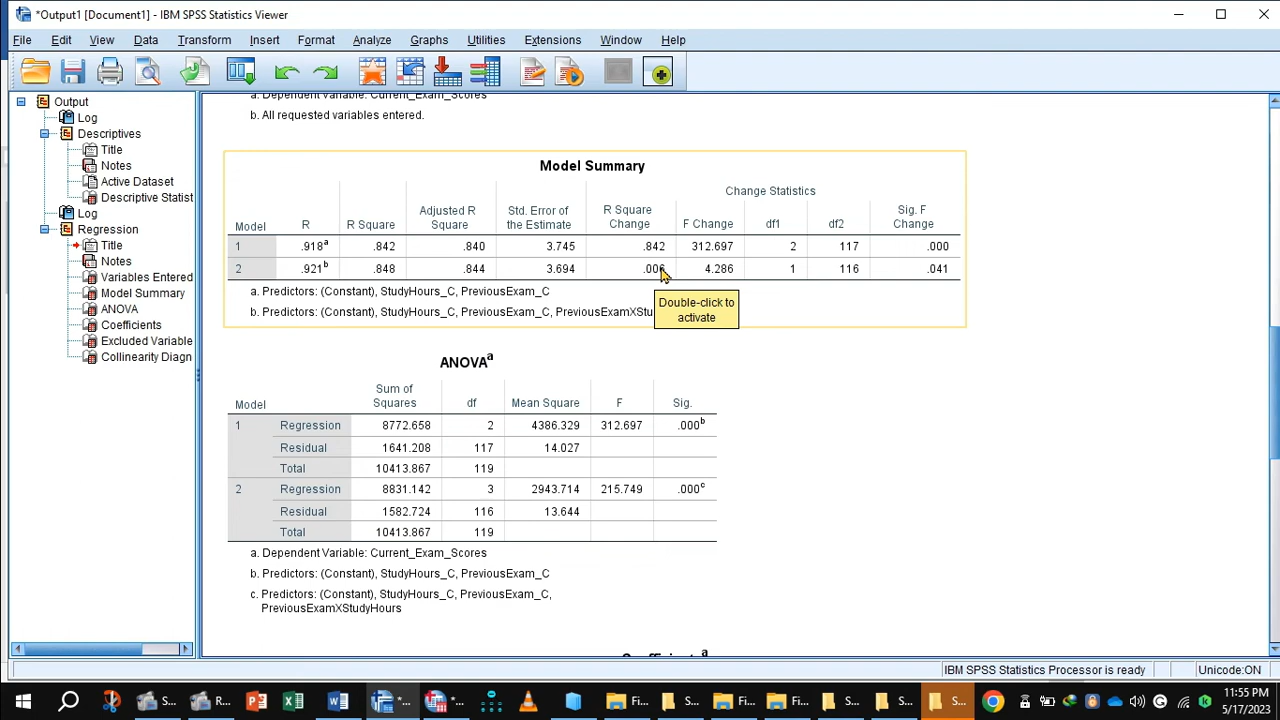 *Output1 [Document1] - IBM SPSS Statistics Viewer
File Edit View Data Transform Insert Format Analyze Graphs Utilities Extensions Window Help
Output
Log
Descriptives
Title
Notes
Active Dataset
Descriptive Statist
Log
Regression
Title
Notes
Variables Entered
Model Summary
ANOVA
Coefficients
Excluded Variable
Collinearity Diagn
a. Dependent Variable: Current_Exam_Scores
b. All requested variables entered.
Model Summary
Change Statistics
Model R R Square Adjusted R Square Std. Error of the Estimate R Square Change F Change df1 df2 Sig. F Change
1 .918a .842 .840 3.745 .842 312.697 2 117 .000
2 .921b .848 .844 3.694 .006 4.286 1 116 .041
a. Predictors: (Constant), StudyHours_C, PreviousExam_C
b. Predictors: (Constant), StudyHours_C, PreviousExam_C, PreviousExamXStu
Double-click to
activate
ANOVAa
Model Sum of Squares df Mean Square F Sig.
1 Regression 8772.658 2 4386.329 312.697 .000b
Residual 1641.208 117 14.027
Total 10413.867 119
2 Regression 8831.142 3 2943.714 215.749 .000c
Residual 1582.724 116 13.644
Total 10413.867 119
a. Dependent Variable: Current_Exam_Scores
b. Predictors: (Constant), StudyHours_C, PreviousExam_C
c. Predictors: (Constant), StudyHours_C, PreviousExam_C,
PreviousExamXStudyHours
IBM SPSS Statistics Processor is ready Unicode:ON
S... R... *... *... Fi... S... Fi... Fi... S... S... S...
11:55 PM
5/17/2023